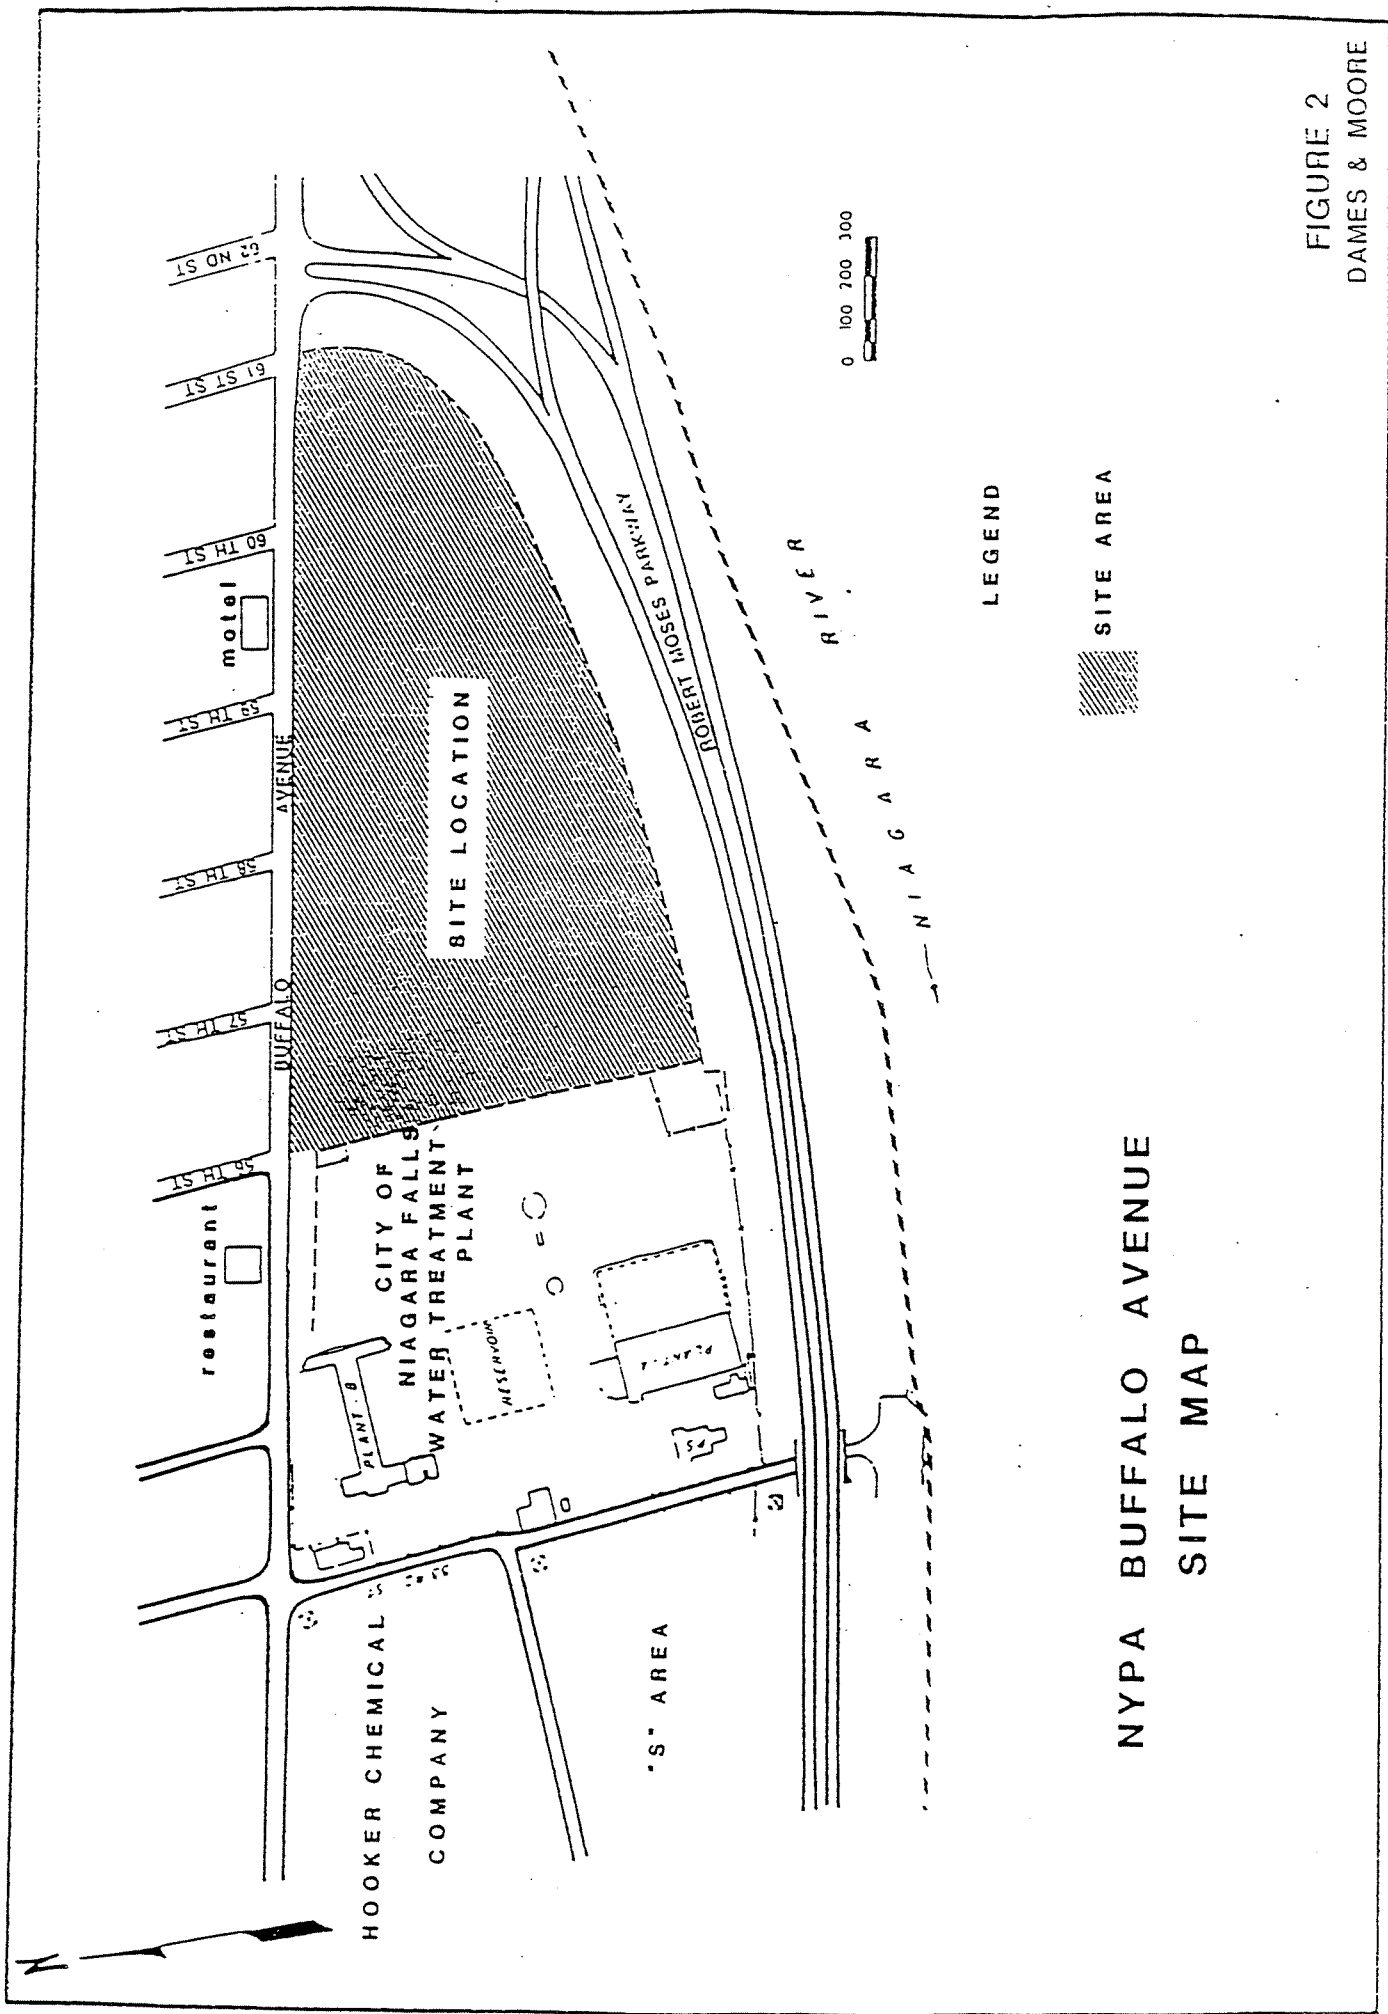 N
restaurant
motel
56 TH ST
57 TH ST
58 TH ST
59 TH ST
60 TH ST
61 ST ST
62 ND ST
BUFFALO AVENUE
HOOKER CHEMICAL
COMPANY
"S" AREA
PLANT B
CITY OF
NIAGARA FALLS
WATER TREATMENT
PLANT
RESERVOIR
PLANT A
PS
SITE LOCATION
ROBERT MOSES PARKWAY
NIAGARA RIVER
0 100 200 300
LEGEND
SITE AREA
NYPA BUFFALO AVENUE
SITE MAP
FIGURE 2
DAMES & MOORE